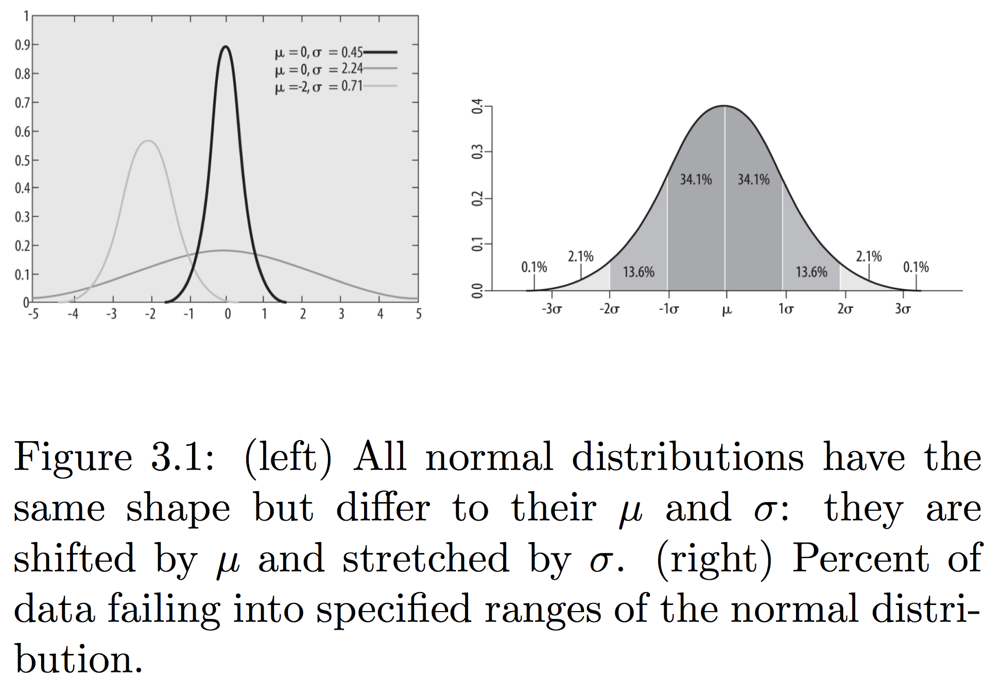 1
0.9
0.8
0.7
0.6
0.5
0.4
0.3
0.2
0.1
0
-5 -4 -3 -2 -1 0 1 2 3 4 5
μ = 0, σ = 0.45
μ = 0, σ = 2.24
μ =-2, σ = 0.71
0.4
0.3
0.2
0.1
0.0
34.1% 34.1%
0.1% 2.1% 13.6% 13.6% 2.1% 0.1%
-3σ -2σ -1σ μ 1σ 2σ 3σ
Figure 3.1: (left) All normal distributions have the
same shape but differ to their μ and σ: they are
shifted by μ and stretched by σ. (right) Percent of
data failing into specified ranges of the normal distri-
bution.